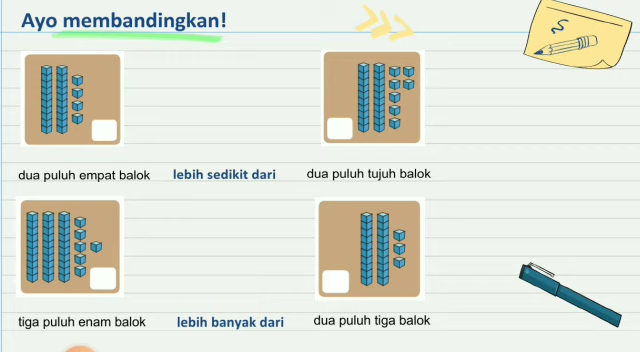 Ayo membandingkan!
dua puluh empat balok lebih sedikit dari dua puluh tujuh balok
tiga puluh enam balok lebih banyak dari dua puluh tiga balok